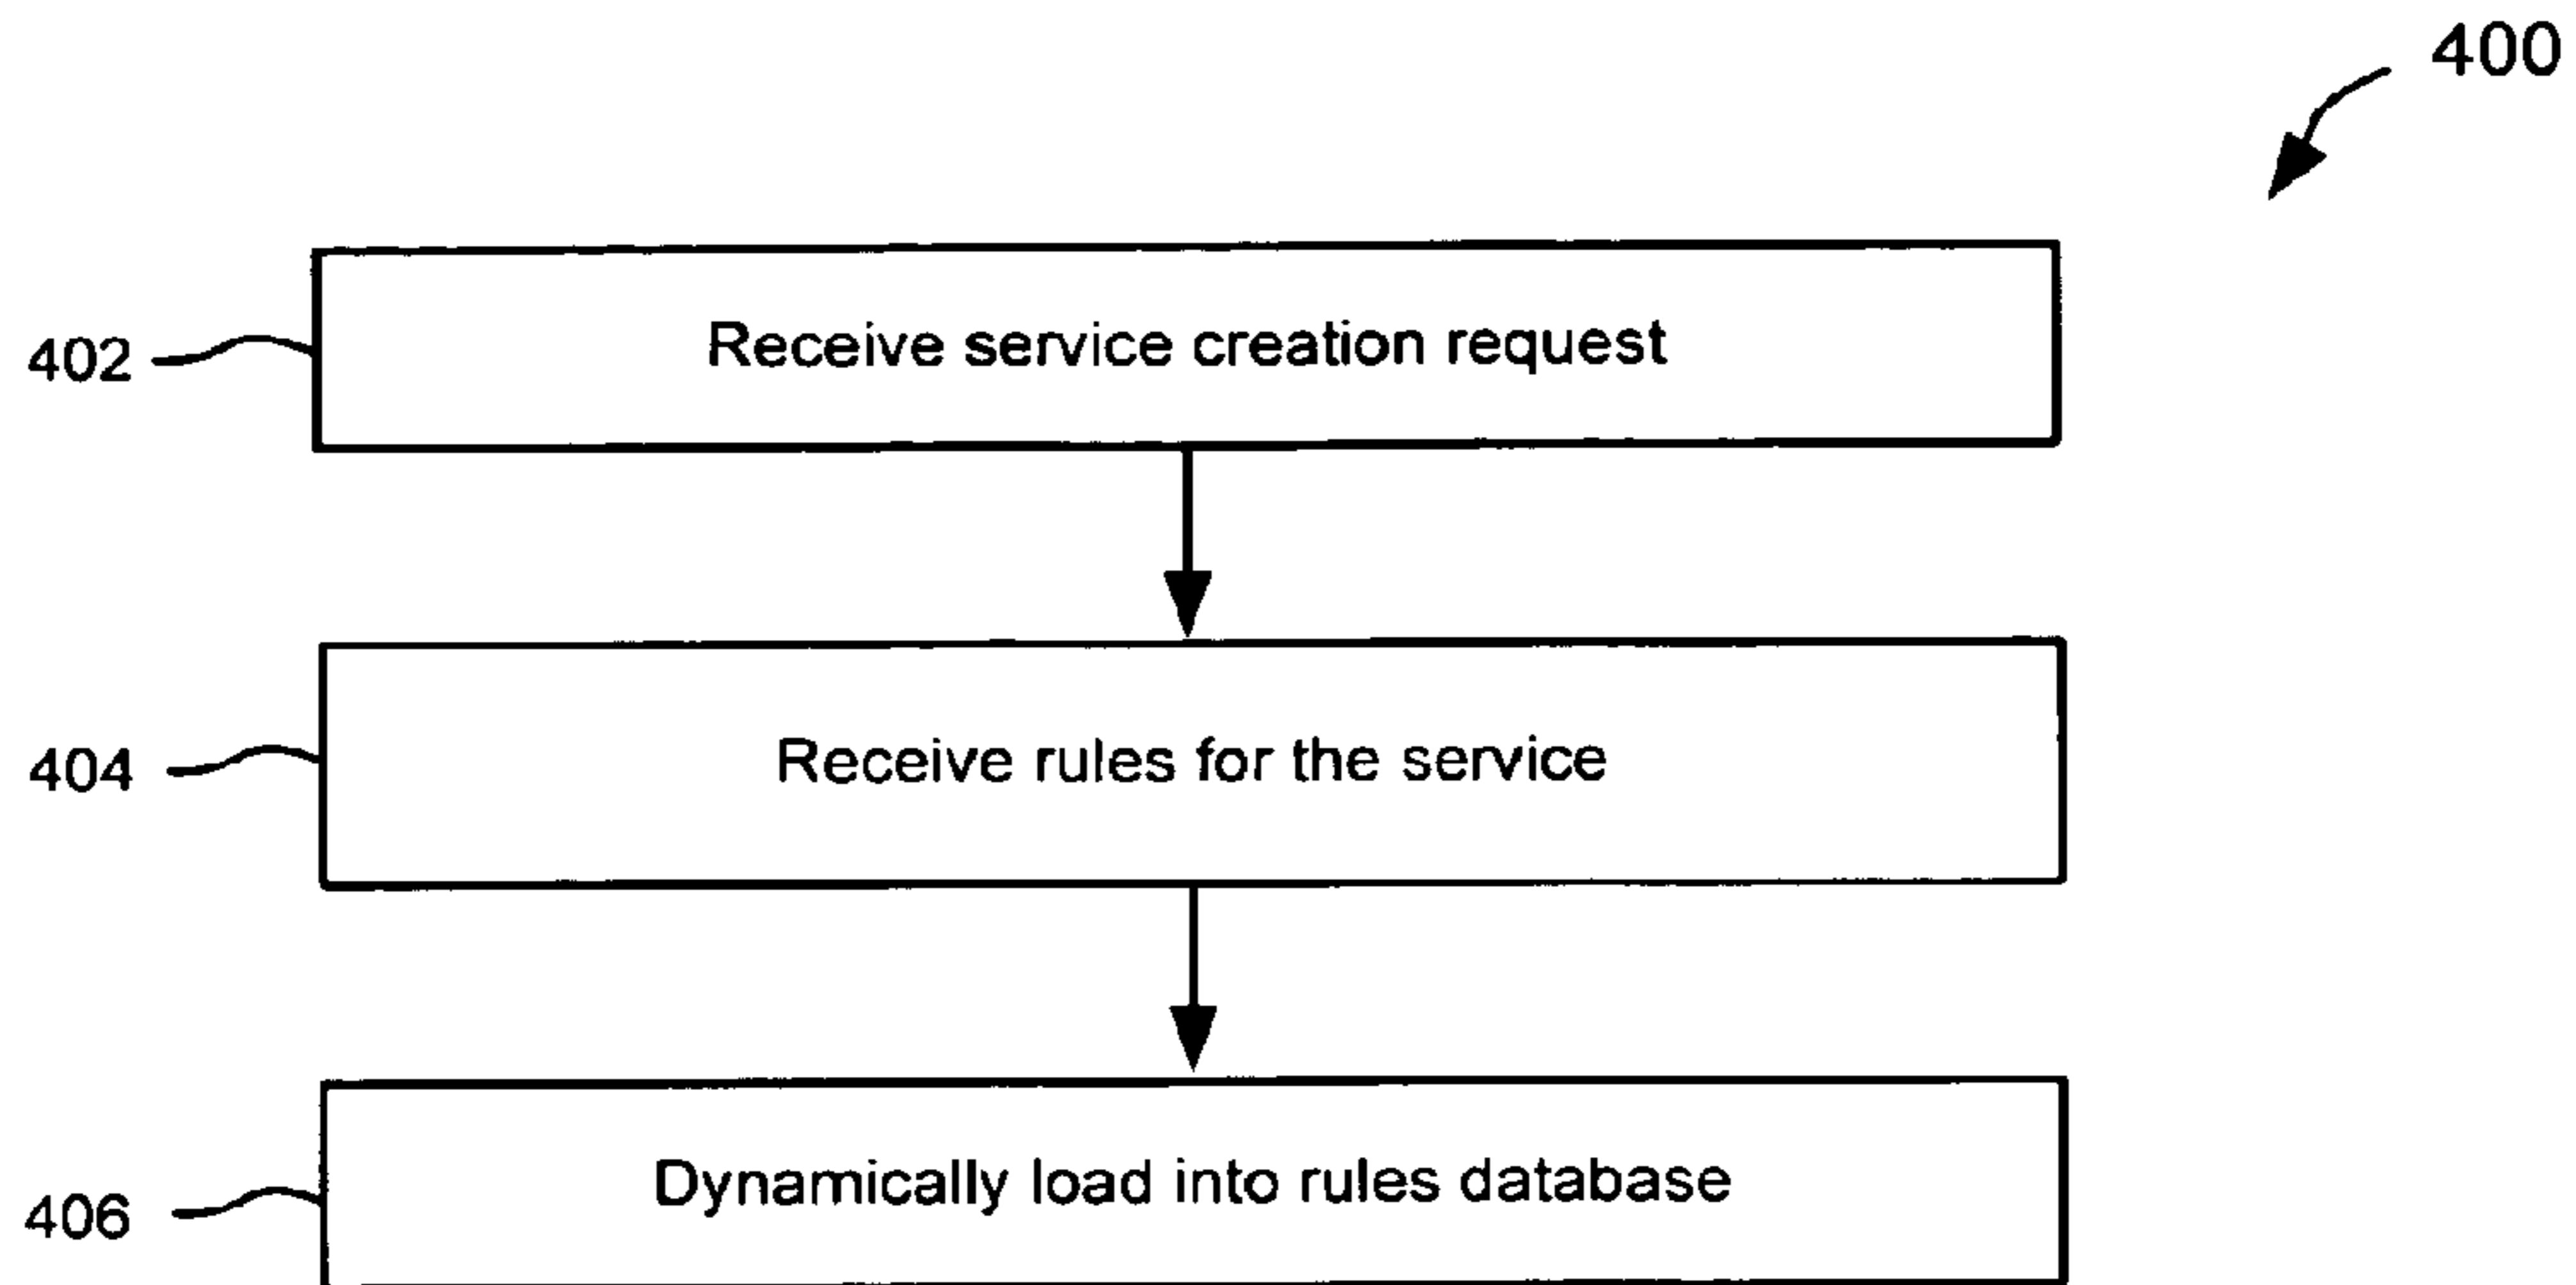 400
402
Receive service creation request
404
Receive rules for the service
406
Dynamically load into rules database